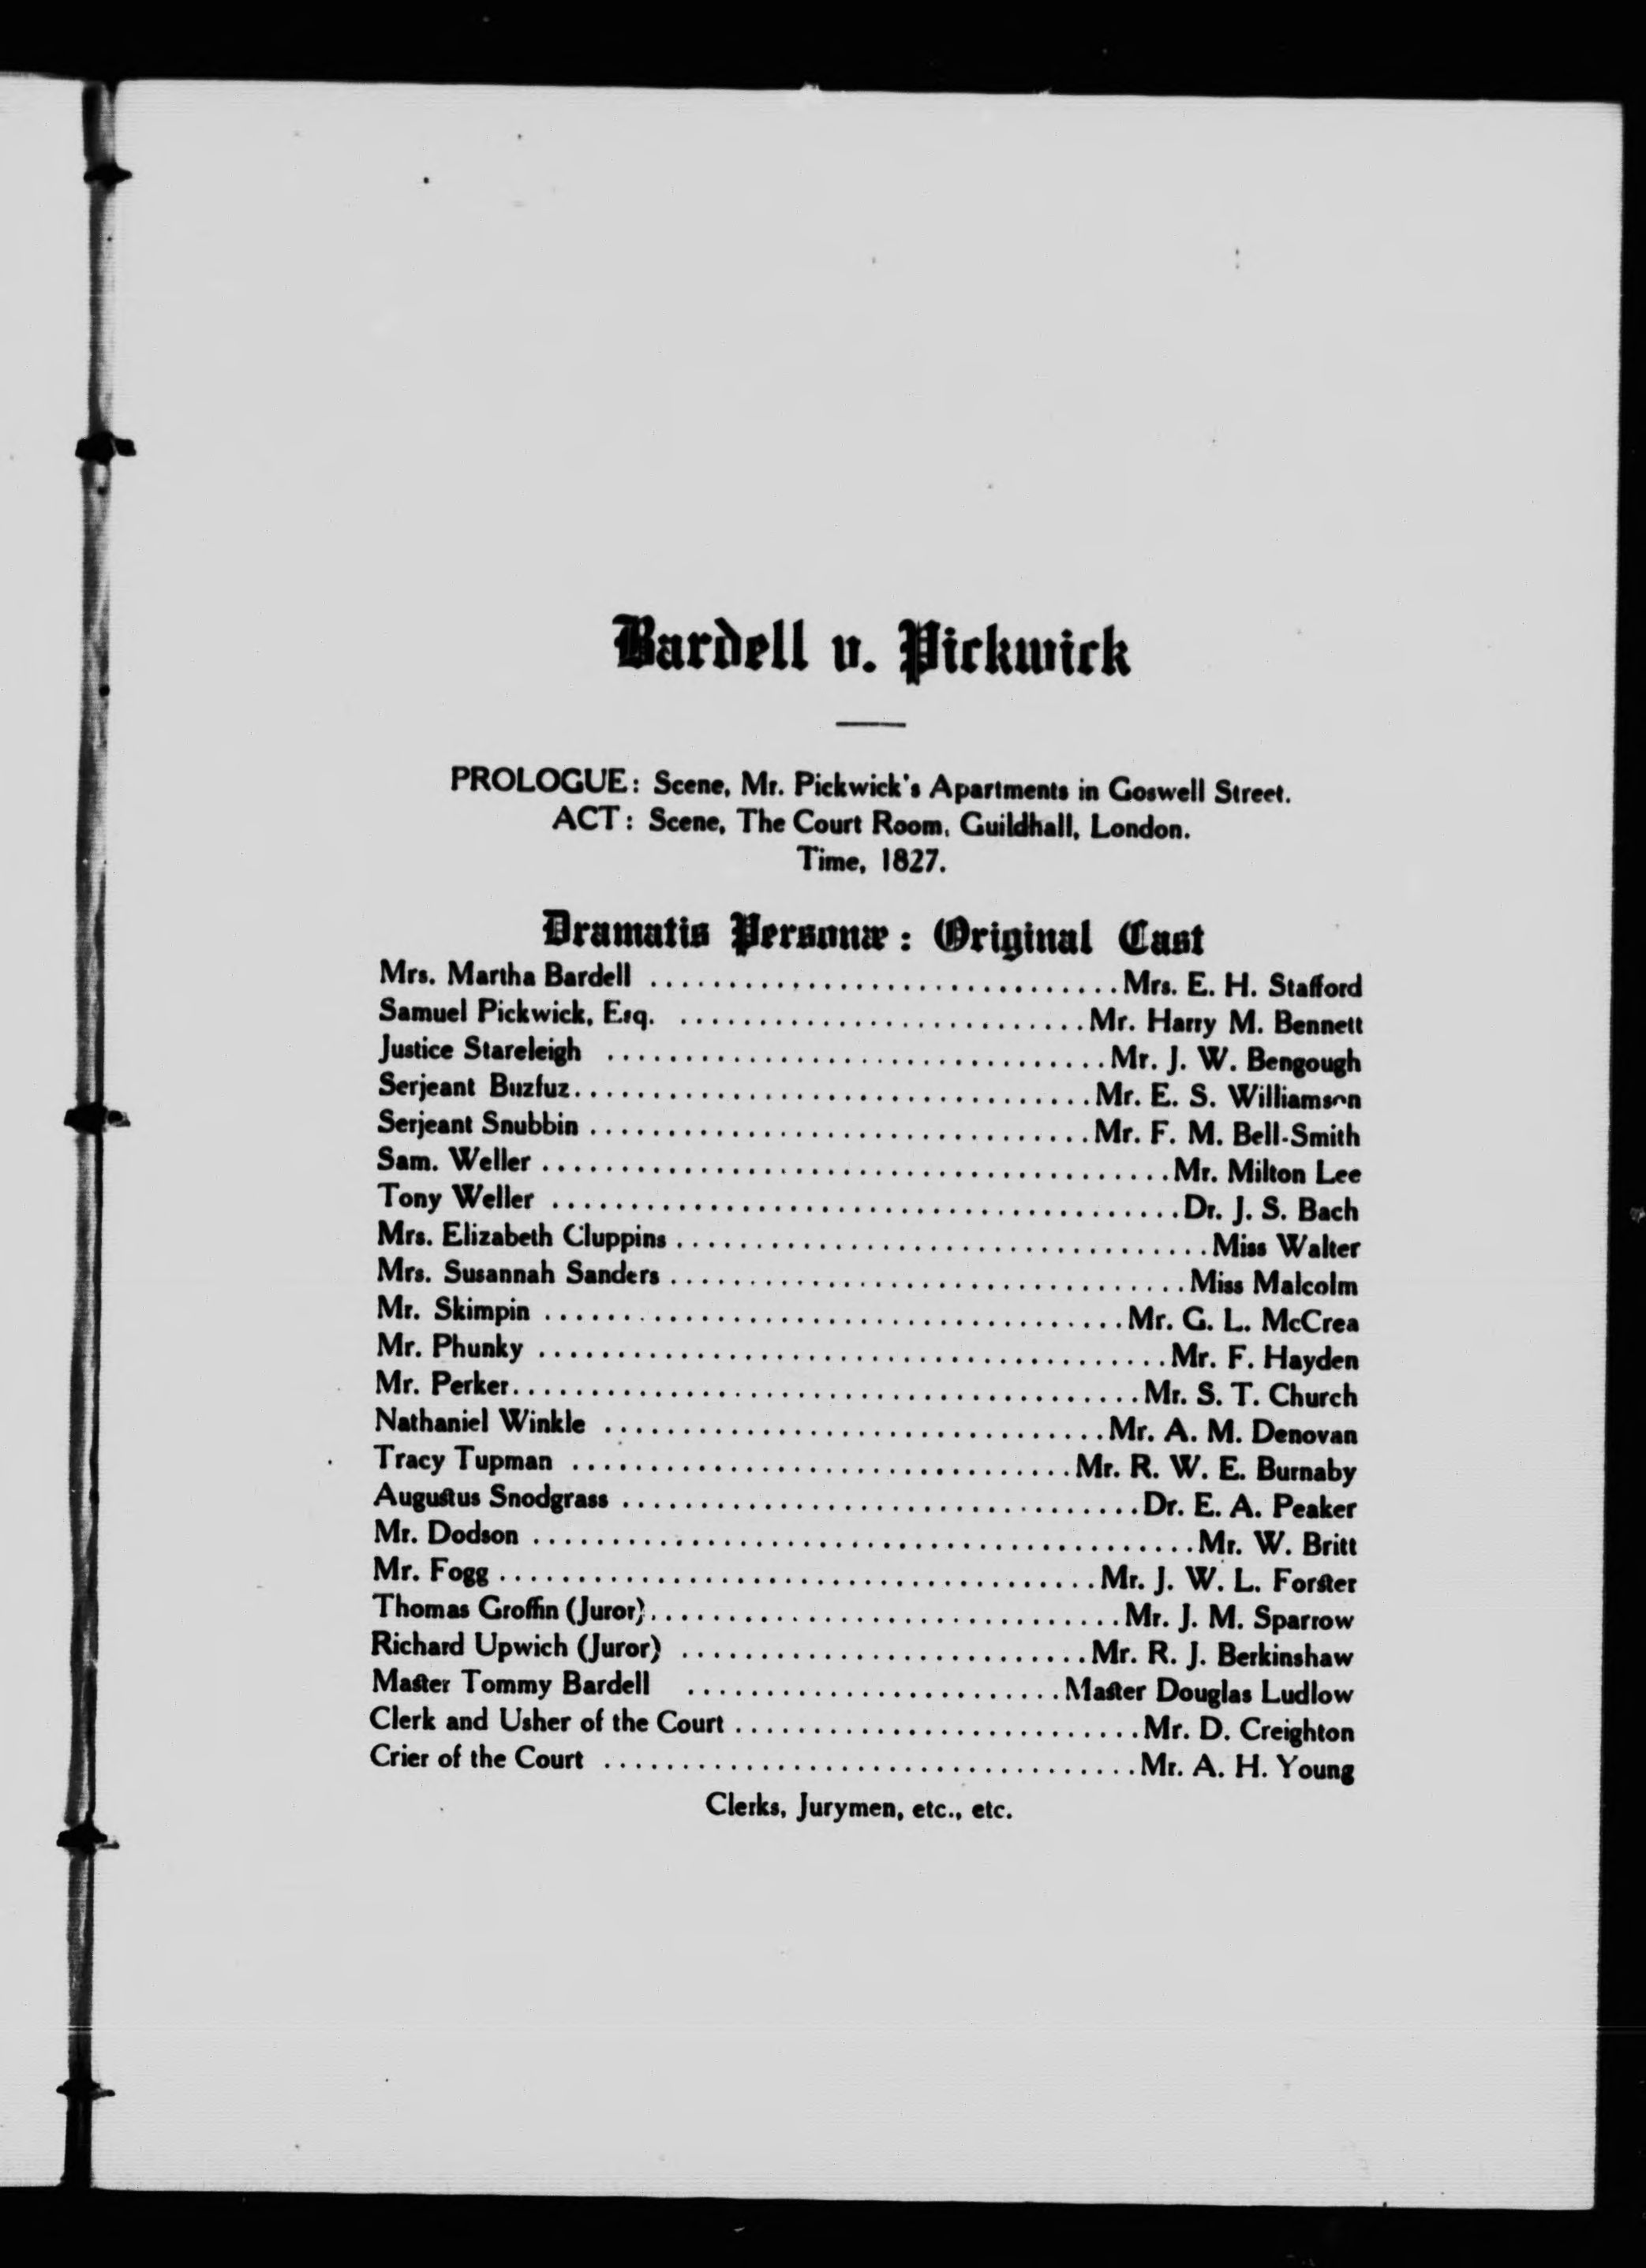 Bardell v. Pickwick
PROLOGUE: Scene, Mr. Pickwick's Apartments in Goswell Street.
ACT: Scene, The Court Room, Guildhall, London.
Time, 1827.
Dramatis Personæ: Original Cast
Mrs. Martha Bardell ..............................Mrs. E. H. Stafford
Samuel Pickwick, Esq. ..........................Mr. Harry M. Bennett
Justice Stareleigh ................................Mr. J. W. Bengough
Serjeant Buzfuz.................................Mr. E. S. Williamson
Serjeant Snubbin ................................Mr. F. M. Bell-Smith
Sam. Weller ........................................Mr. Milton Lee
Tony Weller ........................................Dr. J. S. Bach
Mrs. Elizabeth Cluppins ..................................Miss Walter
Mrs. Susannah Sanders .................................Miss Malcolm
Mr. Skimpin .....................................Mr. G. L. McCrea
Mr. Phunky ........................................Mr. F. Hayden
Mr. Perker........................................Mr. S. T. Church
Nathaniel Winkle ................................Mr. A. M. Denovan
Tracy Tupman ................................Mr. R. W. E. Burnaby
Augustus Snodgrass .................................Dr. E. A. Peaker
Mr. Dodson ..........................................Mr. W. Britt
Mr. Fogg ......................................Mr. J. W. L. Forster
Thomas Groffin (Juror)..............................Mr. J. M. Sparrow
Richard Upwich (Juror) ..........................Mr. R. J. Berkinshaw
Master Tommy Bardell ........................Master Douglas Ludlow
Clerk and Usher of the Court ..........................Mr. D. Creighton
Crier of the Court ..................................Mr. A. H. Young
Clerks, Jurymen, etc., etc.